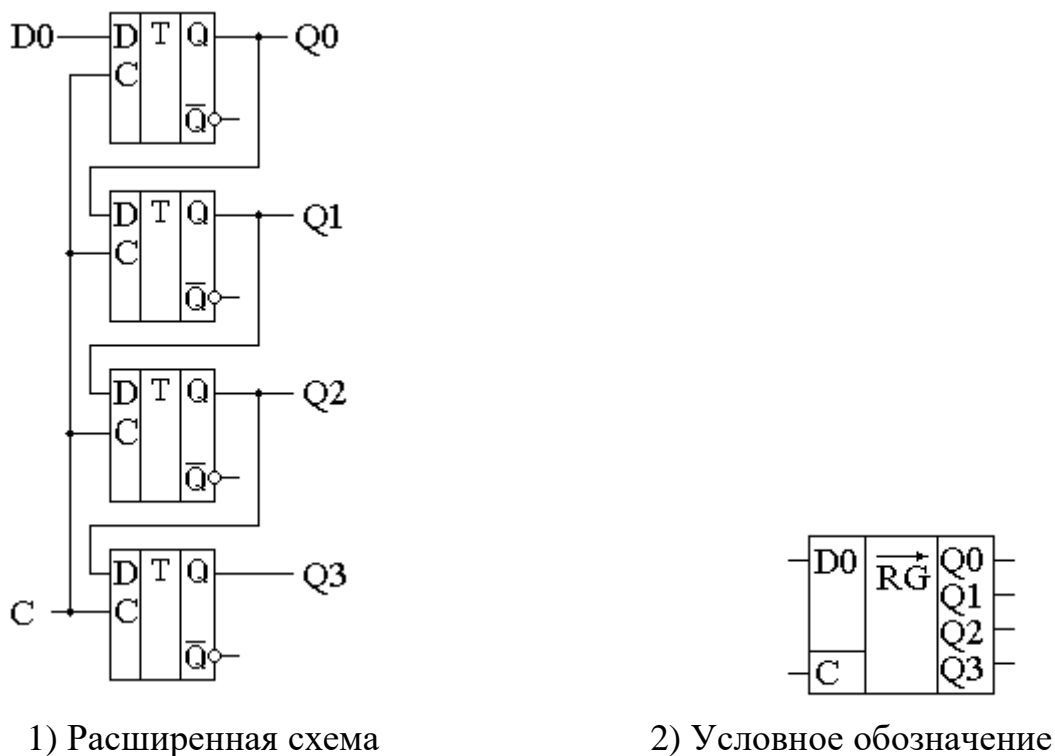 D0 D T Q Q0
C
Q̅
D T Q Q1
C
Q̅
D T Q Q2
C
Q̅
D T Q Q3
C C
Q̅
D0 RG Q0
Q1
Q2
C Q3
1) Расширенная схема
2) Условное обозначение